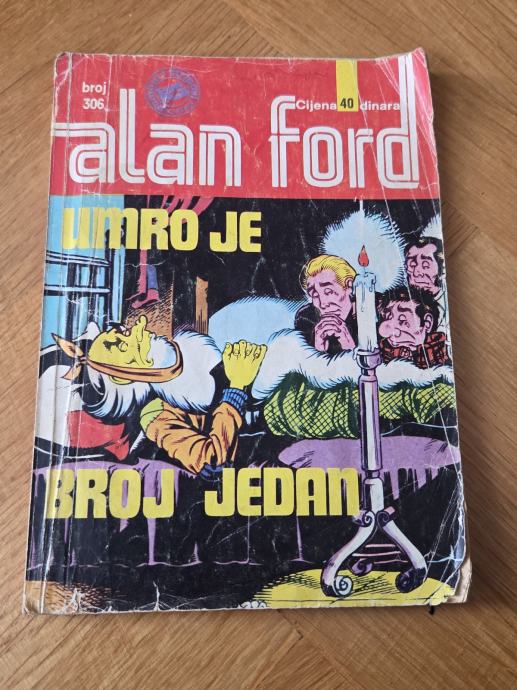 broj
306
Cijena 40 dinara
alan ford
UMRO JE
BROJ JEDAN